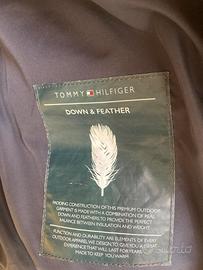 TOMMY HILFIGER
DOWN & FEATHER
PADDING CONSTRUCTION OF THIS PREMIUM OUTDOOR
GARMENT IS MADE WITH A COMBINATION OF REAL
DOWN AND FEATHERS, TO PROVIDE THE PERFECT
BALANCE BETWEEN INSULATION AND WEIGHT
FUNCTION AND DURABILITY ARE ELEMENTS OF EVERY
OUTDOOR APPAREL WE DESIGN TO
EXPERIENCE THAT WILL LAST FOR YEARS
MADE TO KEEP YOU WARM